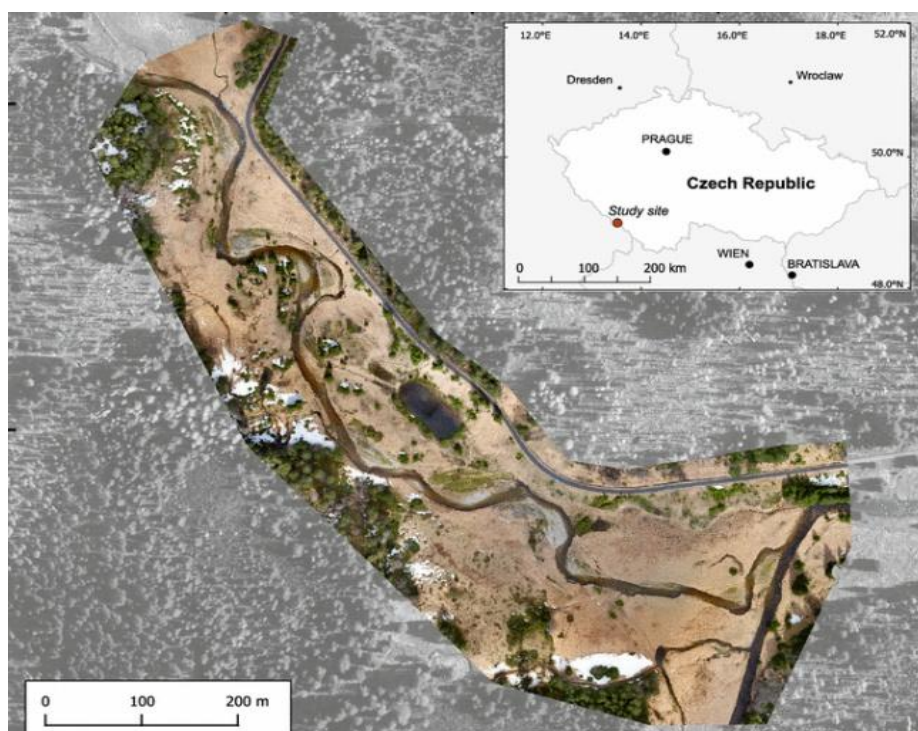 12.0°E 14.0°E 16.2°E 18.0°E 52.0°N
Dresden
Wroclaw
PRAGUE
50.0°N
Czech Republic
Study site
WIEN
BRATISLAVA
0 100 200 km
48.0°N
0 100 200 m